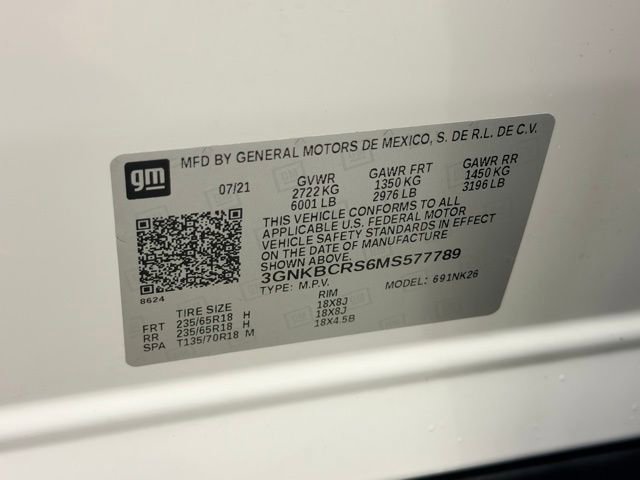 gm MFD BY GENERAL MOTORS DE MEXICO, S. DE R.L. DE C.V.
07/21 GVWR GAWR FRT GAWR RR
2722 KG 1350 KG 1450 KG
6001 LB 2976 LB 3196 LB
THIS VEHICLE CONFORMS TO ALL
APPLICABLE U.S. FEDERAL MOTOR
VEHICLE SAFETY STANDARDS IN EFFECT
ON THE DATE OF MANUFACTURE
SHOWN ABOVE.
3GNKBCRS6MS577789
8624 TYPE: M.P.V. MODEL: 691NK26
TIRE SIZE RIM
FRT 235/65R18 H 18X8J
RR 235/65R18 H 18X8J
SPA T135/70R18 M 18X4.5B